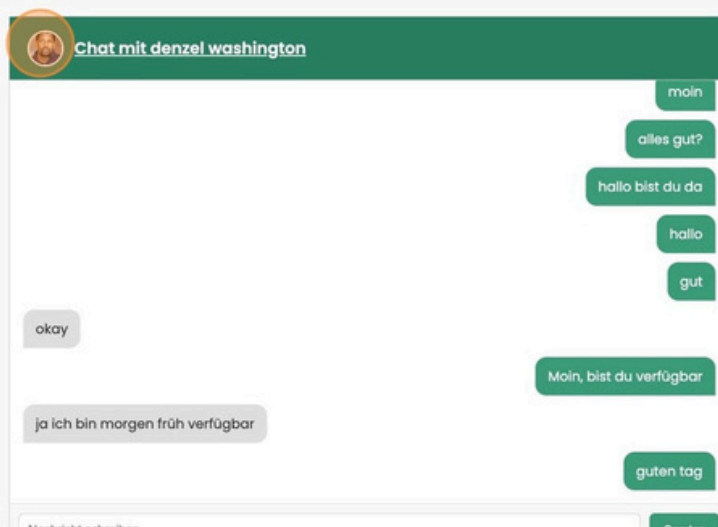 Chat mit denzel washington
moin
alles gut?
hallo bist du da
hallo
gut
okay
Moin, bist du verfügbar
ja ich bin morgen früh verfügbar
guten tag